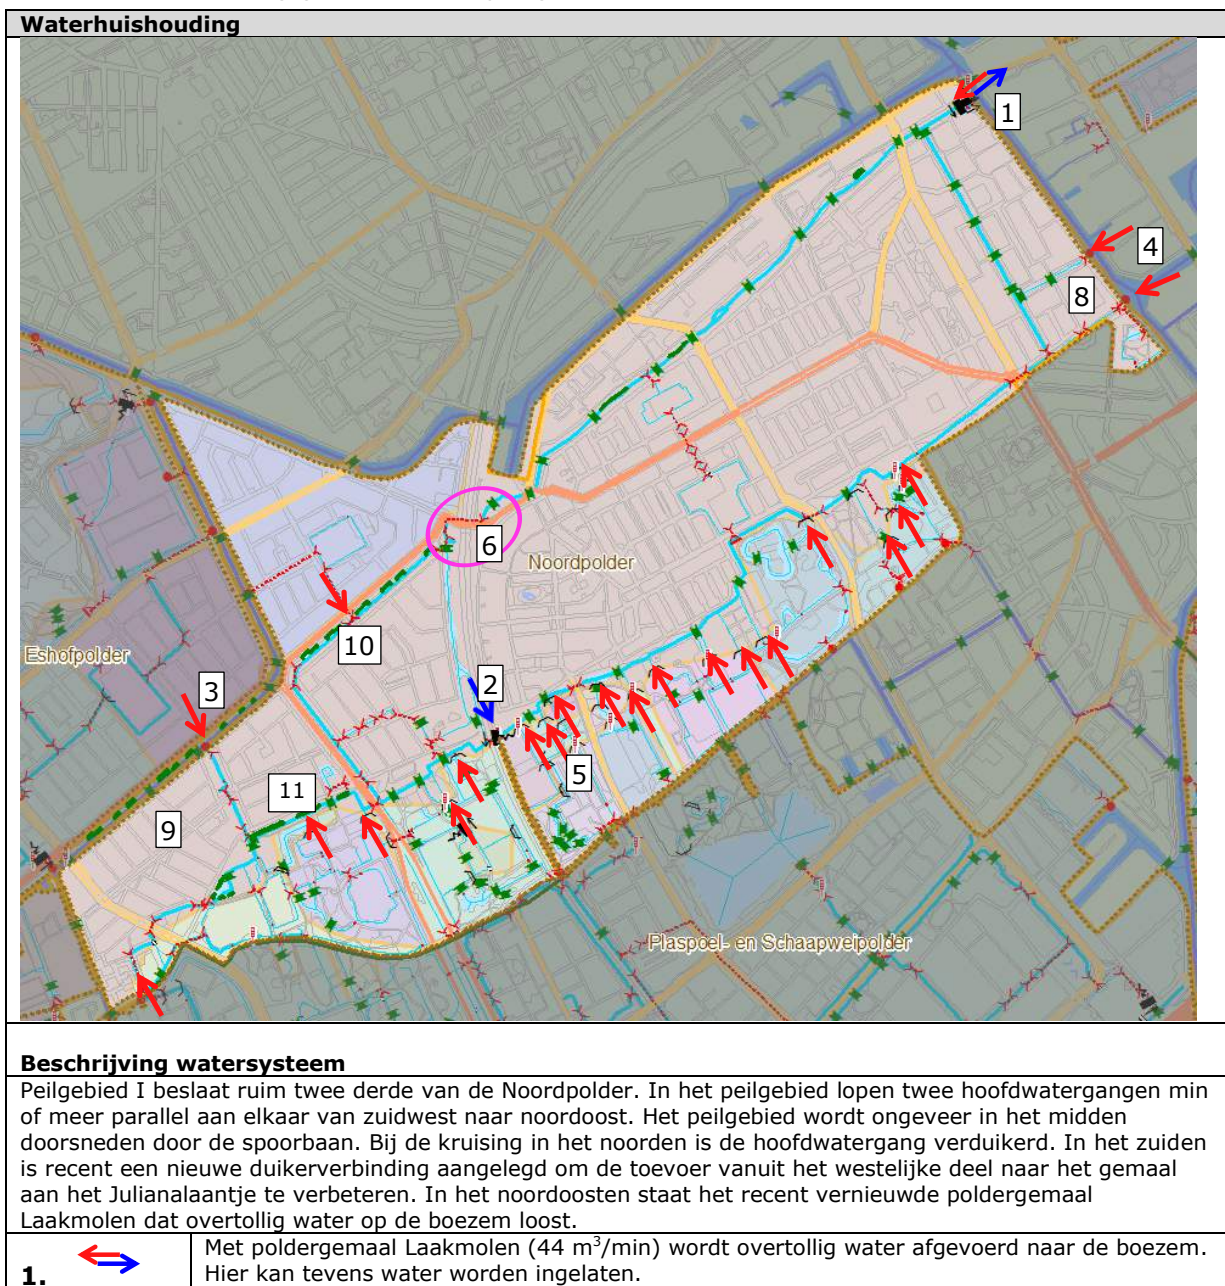 Waterhuishouding
1
4
8
6
Noordpolder
10
Eshofpolder
3
2
5
11
9
Plaspoel- en Schaapweipolder
Beschrijving watersysteem
Peilgebied I beslaat ruim twee derde van de Noordpolder. In het peilgebied lopen twee hoofdwatergangen min
of meer parallel aan elkaar van zuidwest naar noordoost. Het peilgebied wordt ongeveer in het midden
doorsneden door de spoorbaan. Bij de kruising in het noorden is de hoofdwatergang verduikerd. In het zuiden
is recent een nieuwe duikerverbinding aangelegd om de toevoer vanuit het westelijke deel naar het gemaal
aan het Julianalaantje te verbeteren. In het noordoosten staat het recent vernieuwde poldergemaal
Laakmolen dat overtollig water op de boezem loost.
1.
Met poldergemaal Laakmolen (44 m³/min) wordt overtollig water afgevoerd naar de boezem.
Hier kan tevens water worden ingelaten.